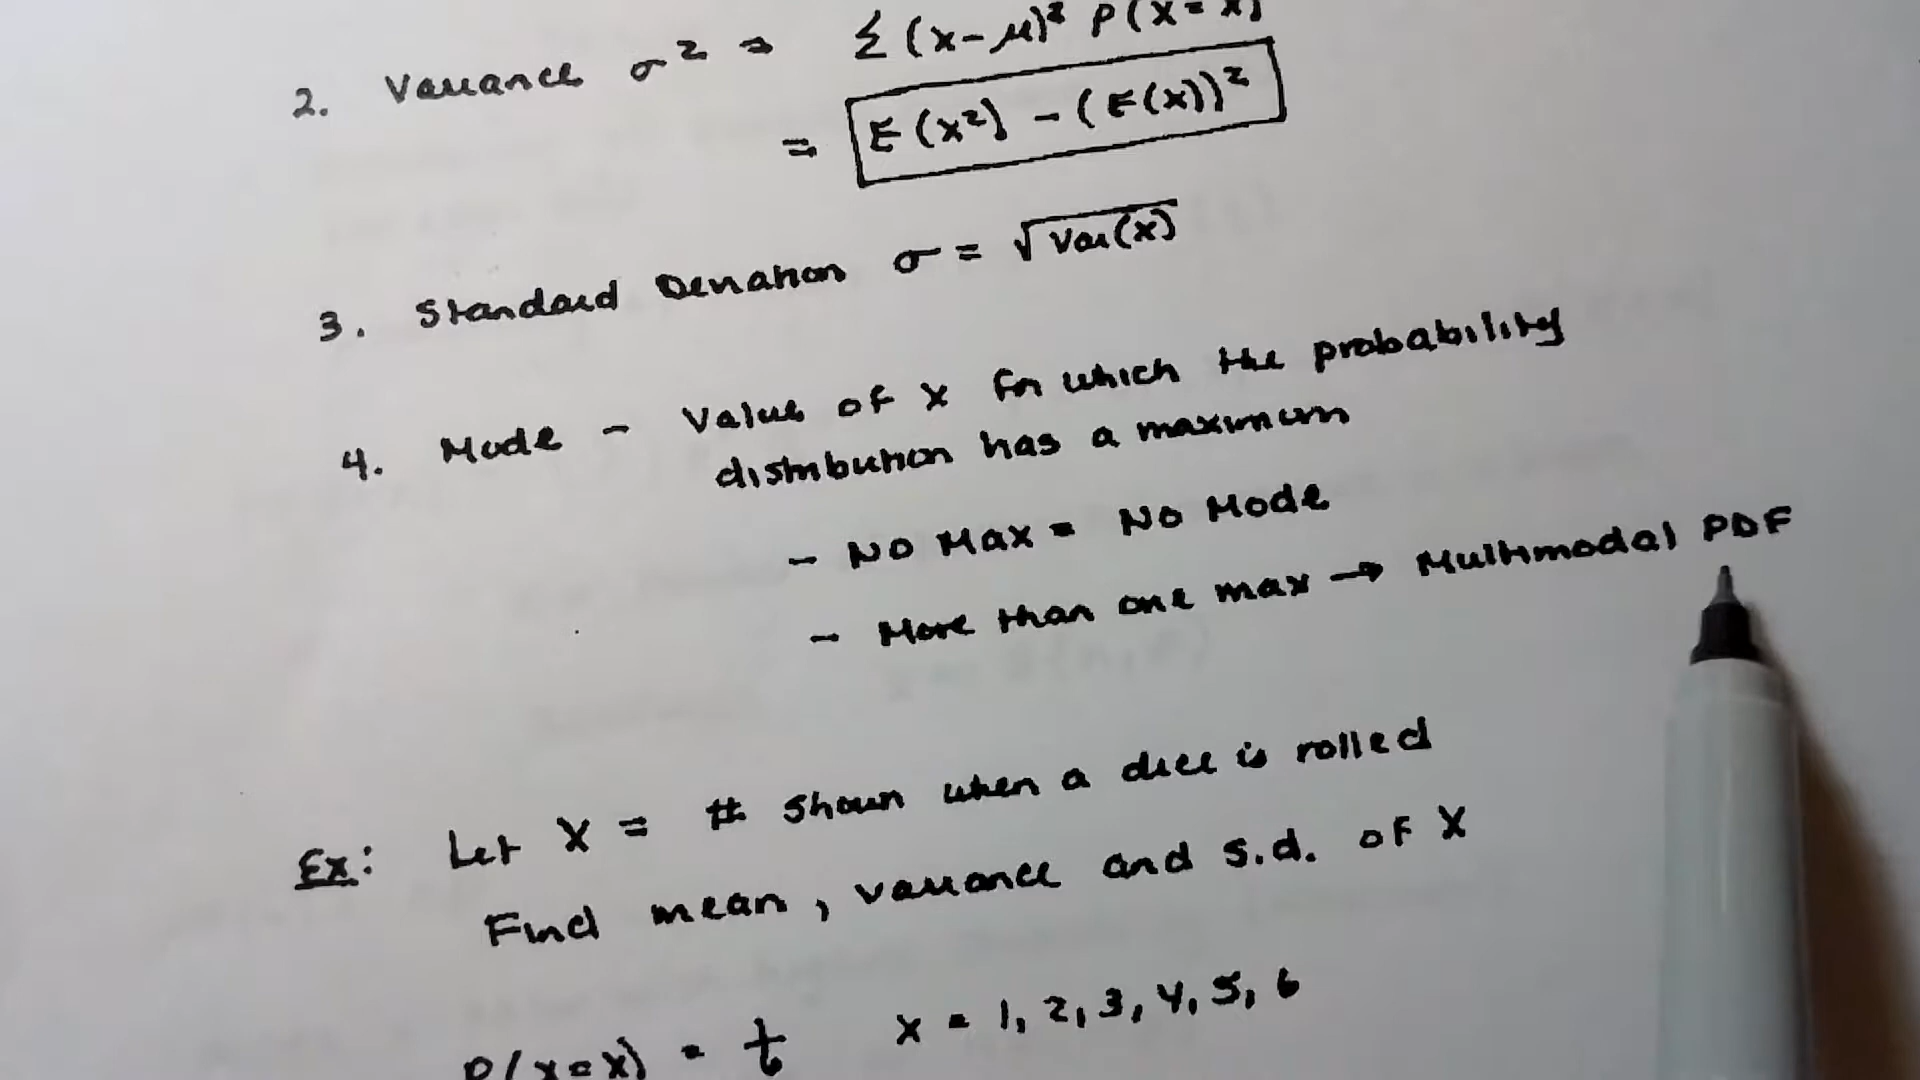 2. Variance σ² = Σ (x-μ)² P(X=x)
= E(x²) - (E(x))²
3. Standard Deviation σ = √Var(x)
4. Mode - Value of x for which the probability
distribution has a maximum
- No Max = No Mode
- More than one max → Multimodal PDF
Ex: Let X = # shown when a dice is rolled
Find mean, variance and s.d. of X
P(X=x) = 1/6 x = 1, 2, 3, 4, 5, 6